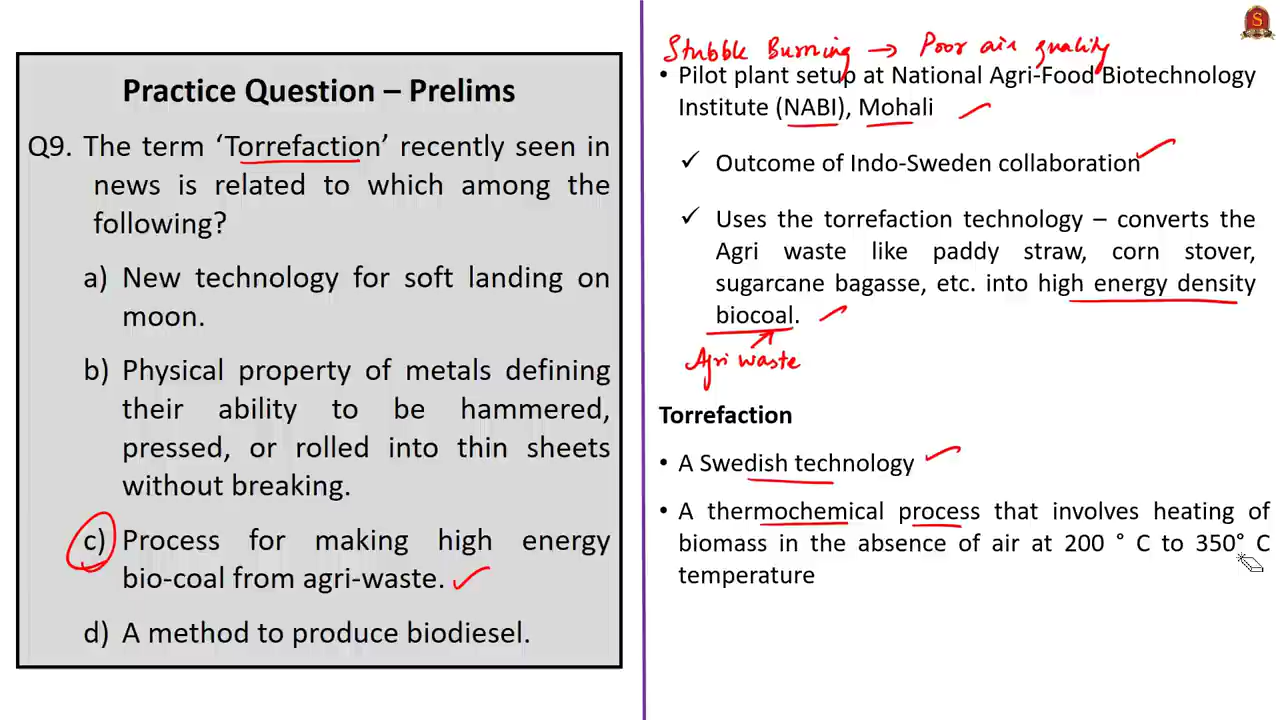 Practice Question – Prelims
Q9. The term ‘Torrefaction’ recently seen in
news is related to which among the
following?
a) New technology for soft landing on
moon.
b) Physical property of metals defining
their ability to be hammered,
pressed, or rolled into thin sheets
without breaking.
c) Process for making high energy
bio-coal from agri-waste.
d) A method to produce biodiesel.
Stubble Burning → Poor air quality
• Pilot plant setup at National Agri-Food Biotechnology
Institute (NABI), Mohali
✓ Outcome of Indo-Sweden collaboration
✓ Uses the torrefaction technology – converts the
Agri waste like paddy straw, corn stover,
sugarcane bagasse, etc. into high energy density
biocoal.
Agri waste
Torrefaction
• A Swedish technology
• A thermochemical process that involves heating of
biomass in the absence of air at 200 ° C to 350° C
temperature